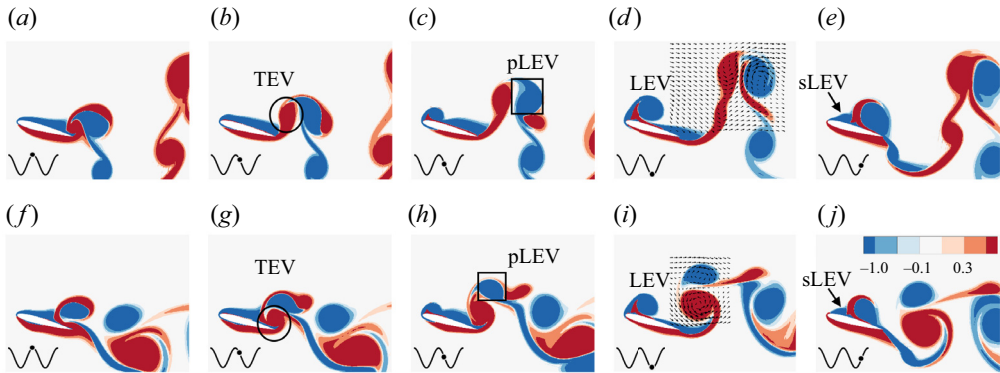 (a)
(b)
(c)
(d)
(e)
TEV
pLEV
LEV
sLEV
(f)
(g)
(h)
(i)
(j)
TEV
pLEV
LEV
sLEV
−1.0 −0.1 0.3